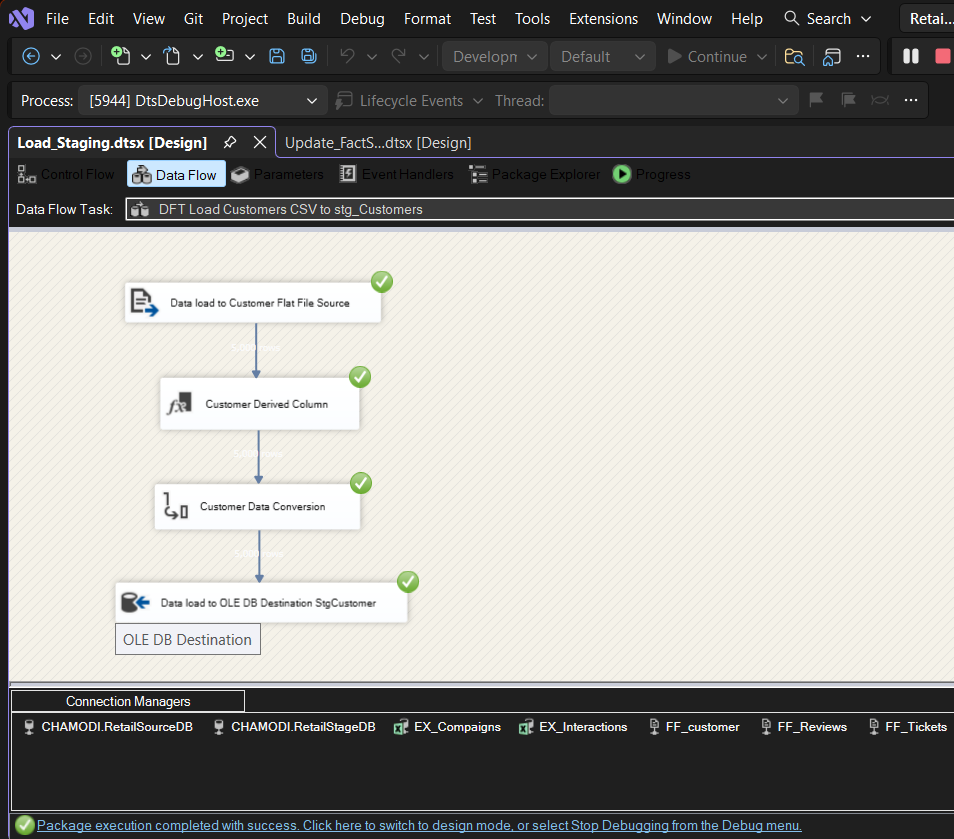 File Edit View Git Project Build Debug Format Test Tools Extensions Window Help Search Retai...
Developn Default Continue
Process: [5944] DtsDebugHost.exe Lifecycle Events Thread:
Load_Staging.dtsx [Design] Update_FactS...dtsx [Design]
Control Flow Data Flow Parameters Event Handlers Package Explorer Progress
Data Flow Task: DFT Load Customers CSV to stg_Customers
Data load to Customer Flat File Source
5,000 rows
Customer Derived Column
5,000 rows
Customer Data Conversion
5,000 rows
Data load to OLE DB Destination StgCustomer
OLE DB Destination
Connection Managers
CHAMODI.RetailSourceDB CHAMODI.RetailStageDB EX_Compaigns EX_Interactions FF_customer FF_Reviews FF_Tickets
Package execution completed with success. Click here to switch to design mode, or select Stop Debugging from the Debug menu.